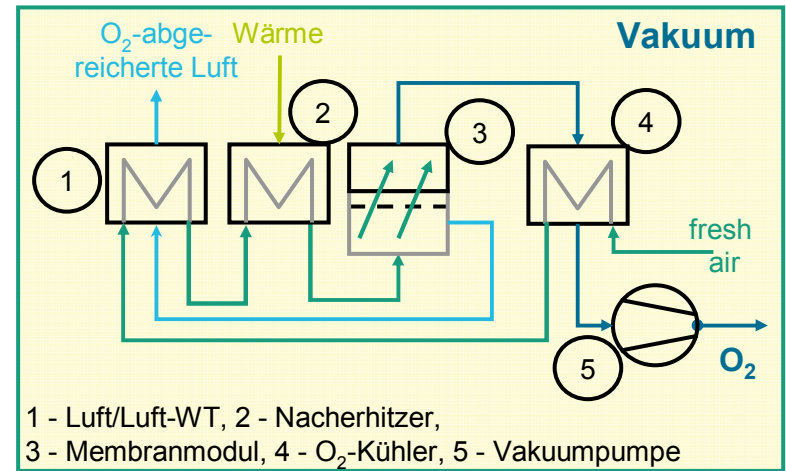 O₂-abge-
reicherte Luft
Wärme
Vakuum
1
2
3
4
fresh
air
5
O₂
1 - Luft/Luft-WT, 2 - Nacherhitzer,
3 - Membranmodul, 4 - O₂-Kühler, 5 - Vakuumpumpe